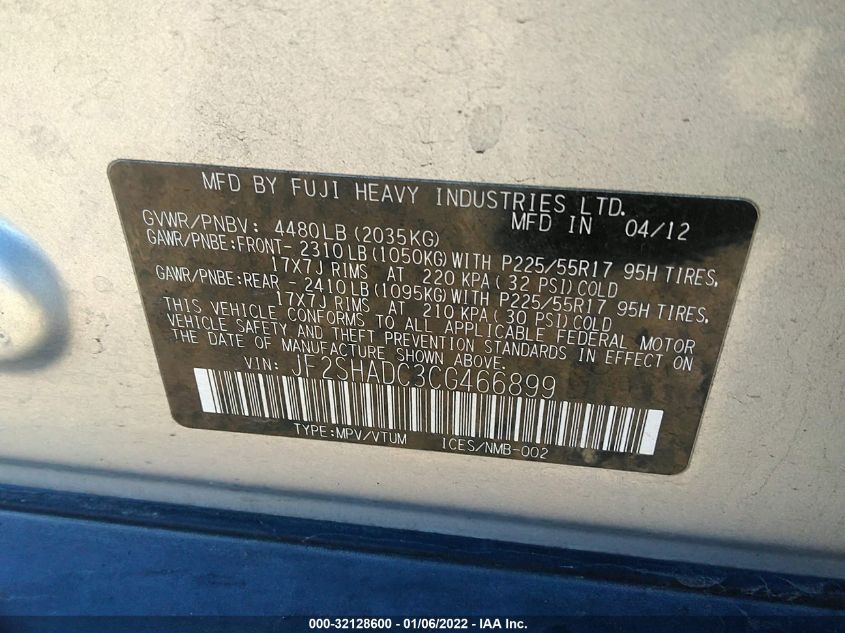 MFD BY FUJI HEAVY INDUSTRIES LTD.
GVWR/PNBV: 4480LB(2035KG) MFD IN 04/12
GAWR/PNBE:FRONT- 2310LB(1050KG)WITH P225/55R17 95H TIRES,
17X7J RIMS AT 220 KPA(32 PSI)COLD
GAWR/PNBE:REAR - 2410LB(1095KG)WITH P225/55R17 95H TIRES,
17X7J RIMS AT 210 KPA(30 PSI)COLD
THIS VEHICLE CONFORMS TO ALL APPLICABLE FEDERAL MOTOR
VEHICLE SAFETY AND THEFT PREVENTION STANDARDS IN EFFECT ON
THE DATE OF MANUFACTURE SHOWN ABOVE.
VIN: JF2SHADC3CG466899
TYPE:MPV/VTUM ICES/NMB-002
000-32128600 - 01/06/2022 - IAA Inc.